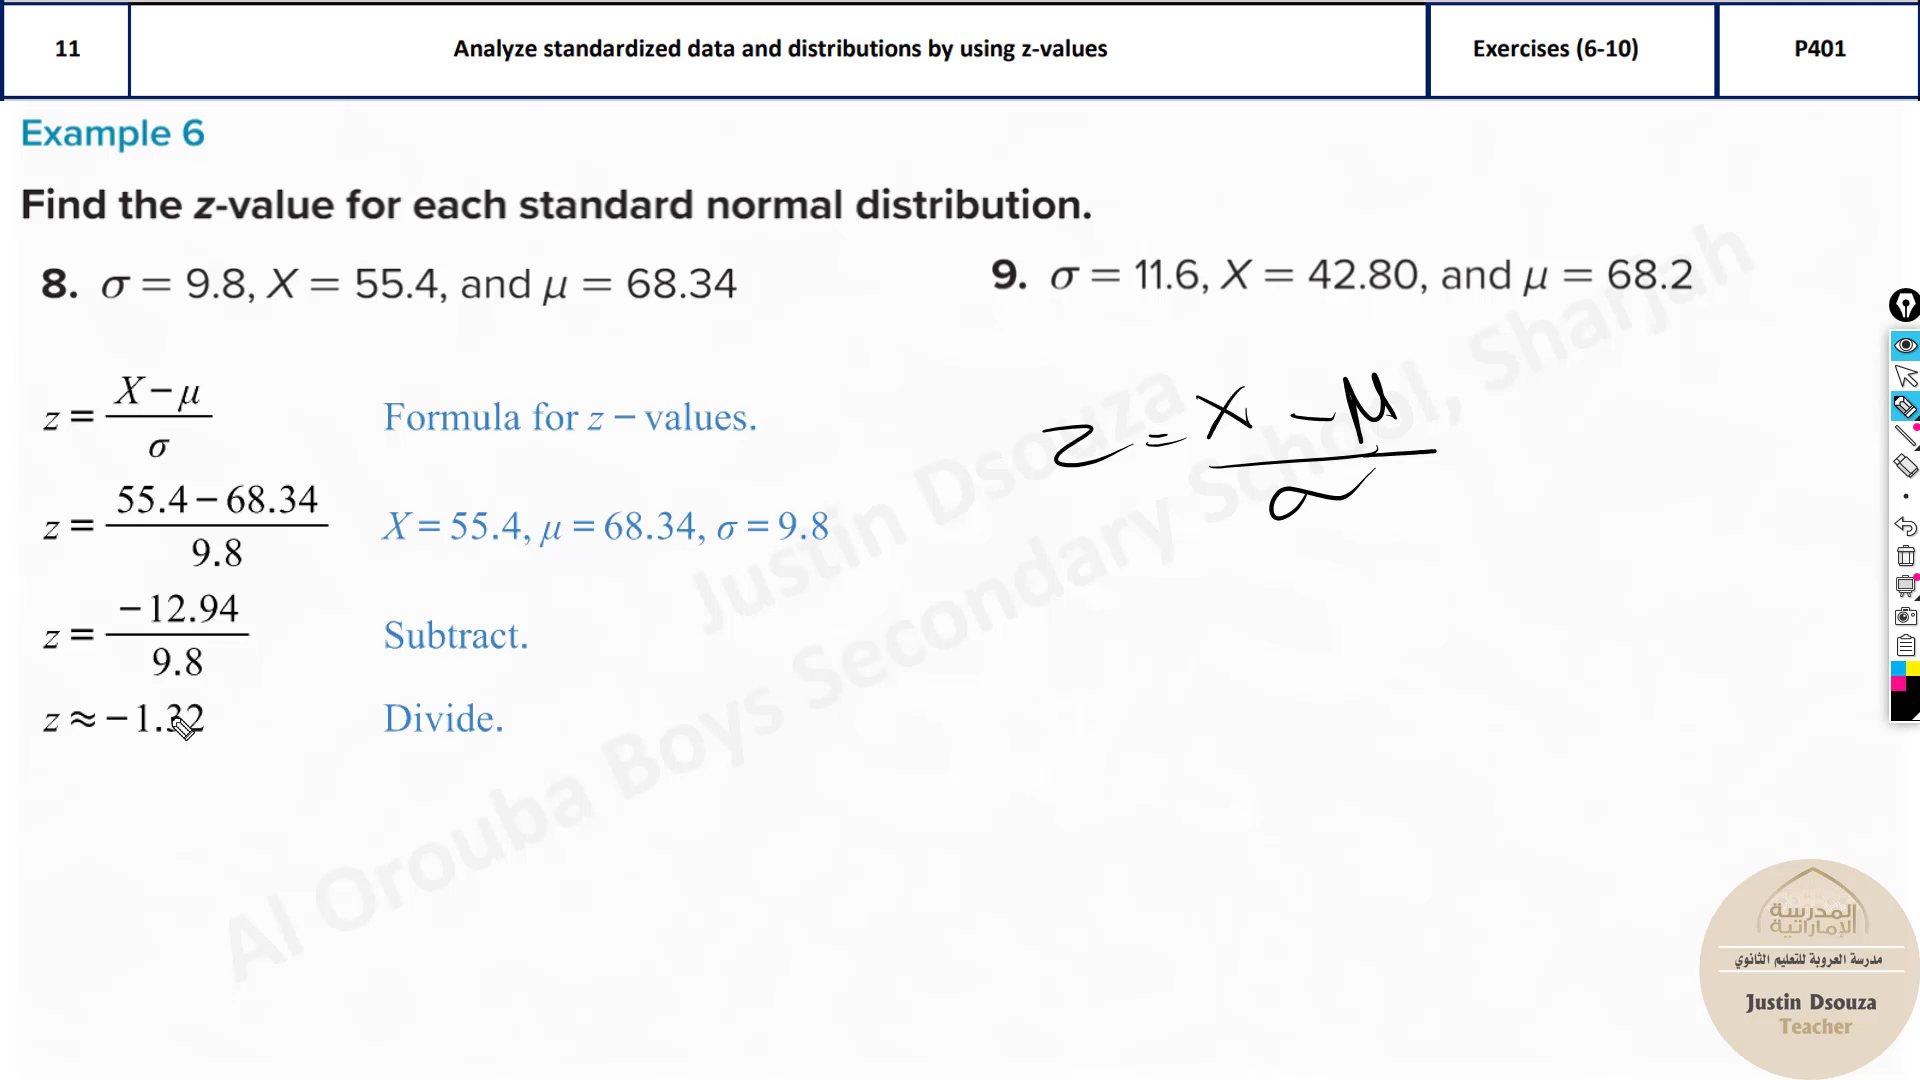 11
Analyze standardized data and distributions by using z-values
Exercises (6-10)
P401
Example 6
Find the z-value for each standard normal distribution.
8. σ = 9.8, X = 55.4, and μ = 68.34
z = (X − μ)/σ
Formula for z − values.
z = (55.4 − 68.34)/9.8
X = 55.4, μ = 68.34, σ = 9.8
z = −12.94/9.8
Subtract.
z ≈ −1.32
Divide.
9. σ = 11.6, X = 42.80, and μ = 68.2
z = (x − μ)/σ
Justin Dsouza
Al Orouba Boys Secondary School, Sharjah
المدرسة
الإماراتية
مدرسة العروبة للتعليم الثانوي
Justin Dsouza
Teacher